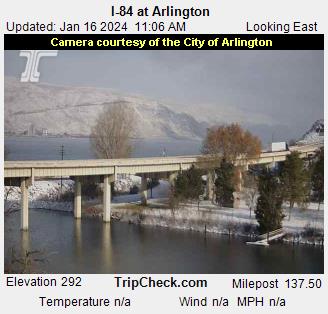 I-84 at Arlington
Updated: Jan 16 2024 11:06 AM Looking East
Camera courtesy of the City of Arlington
Elevation 292 TripCheck.com Milepost 137.50
Temperature n/a Wind n/a MPH n/a